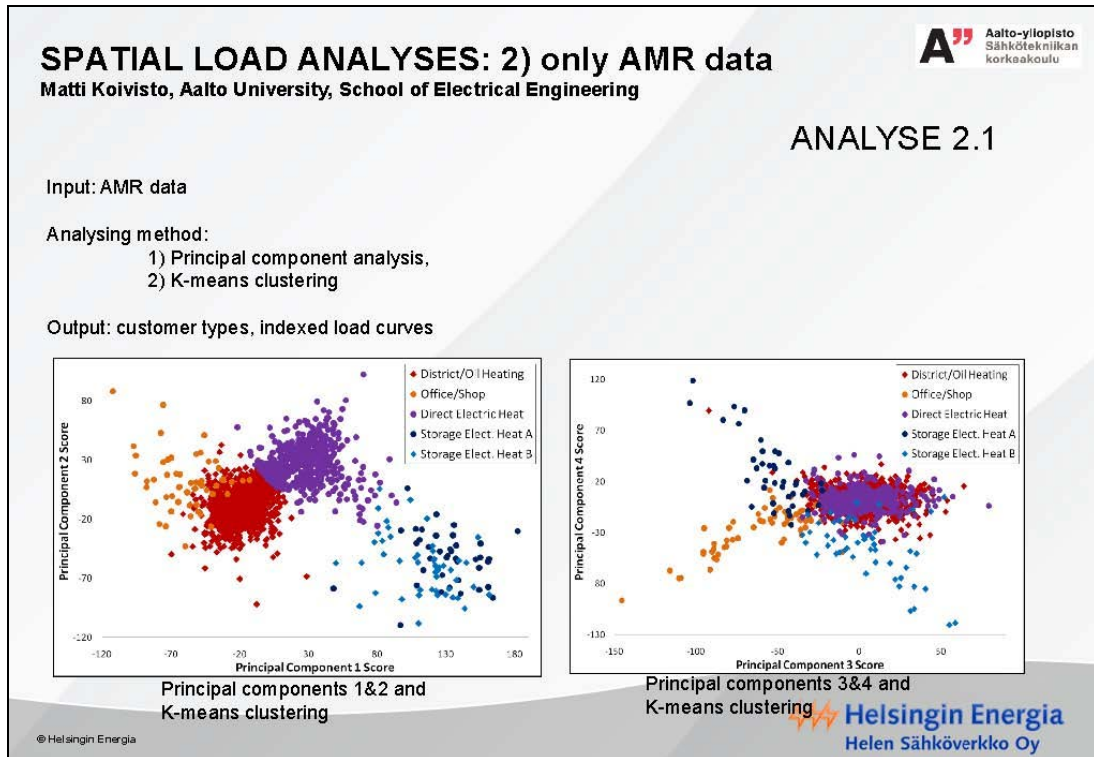 SPATIAL LOAD ANALYSES: 2) only AMR data
Matti Koivisto, Aalto University, School of Electrical Engineering
A”
Aalto-yliopisto
Sähkötekniikan
korkeakoulu
ANALYSE 2.1
Input: AMR data
Analysing method:
1) Principal component analysis,
2) K-means clustering
Output: customer types, indexed load curves
District/Oil Heating
Office/Shop
Direct Electric Heat
Storage Elect. Heat A
Storage Elect. Heat B
Principal Component 2 Score
80
30
-20
-70
-120
-120 -70 -20 30 80 130 180
Principal Component 1 Score
Principal components 1&2 and
K-means clustering
District/Oil Heating
Office/Shop
Direct Electric Heat
Storage Elect. Heat A
Storage Elect. Heat B
Principal Component 4 Score
120
70
20
-30
80
-130
-150 -100 -50 0 50
Principal Component 3 Score
Principal components 3&4 and
K-means clustering
Helsingin Energia
Helen Sähköverkko Oy
© Helsingin Energia